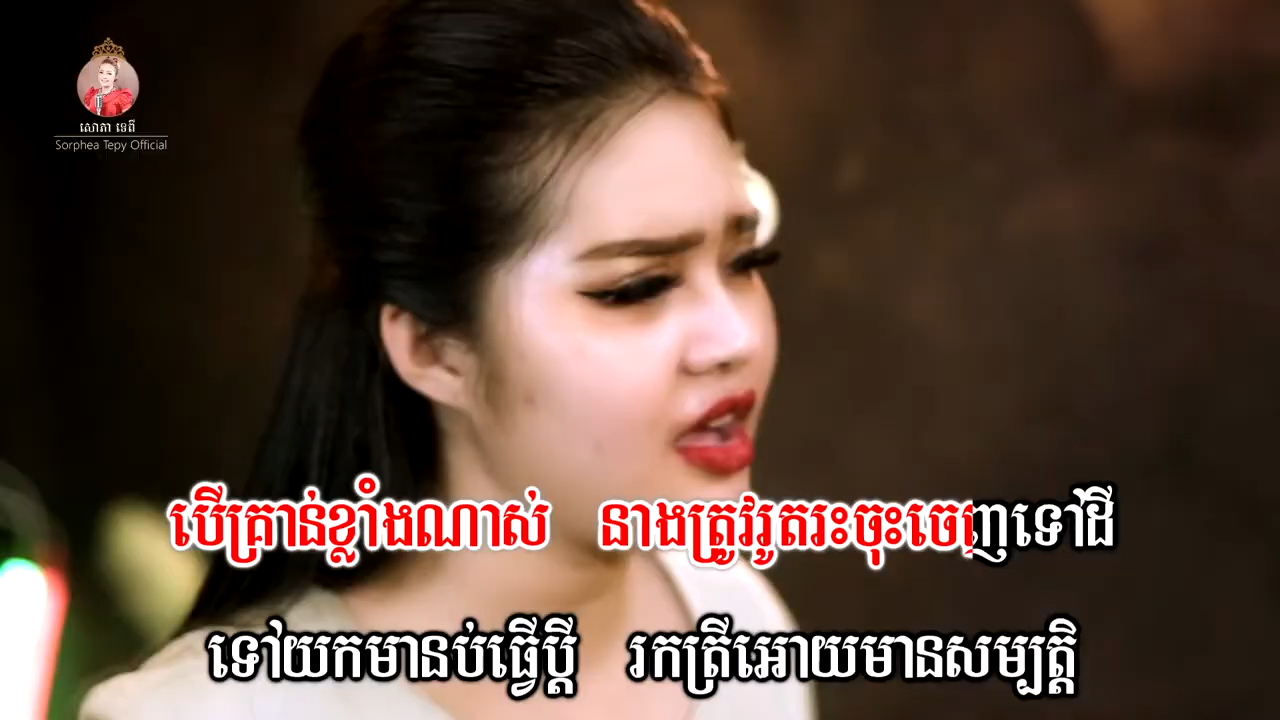 សោភា ទេពី
Sorphea Tepy Official
បើគ្រាន់ខ្លាំងណាស់ នាងត្រូវរូតរះចុះចេញទៅដី
ទៅយកមានប់ធ្វើប្ដី រកត្រីអោយមានសម្បត្តិ